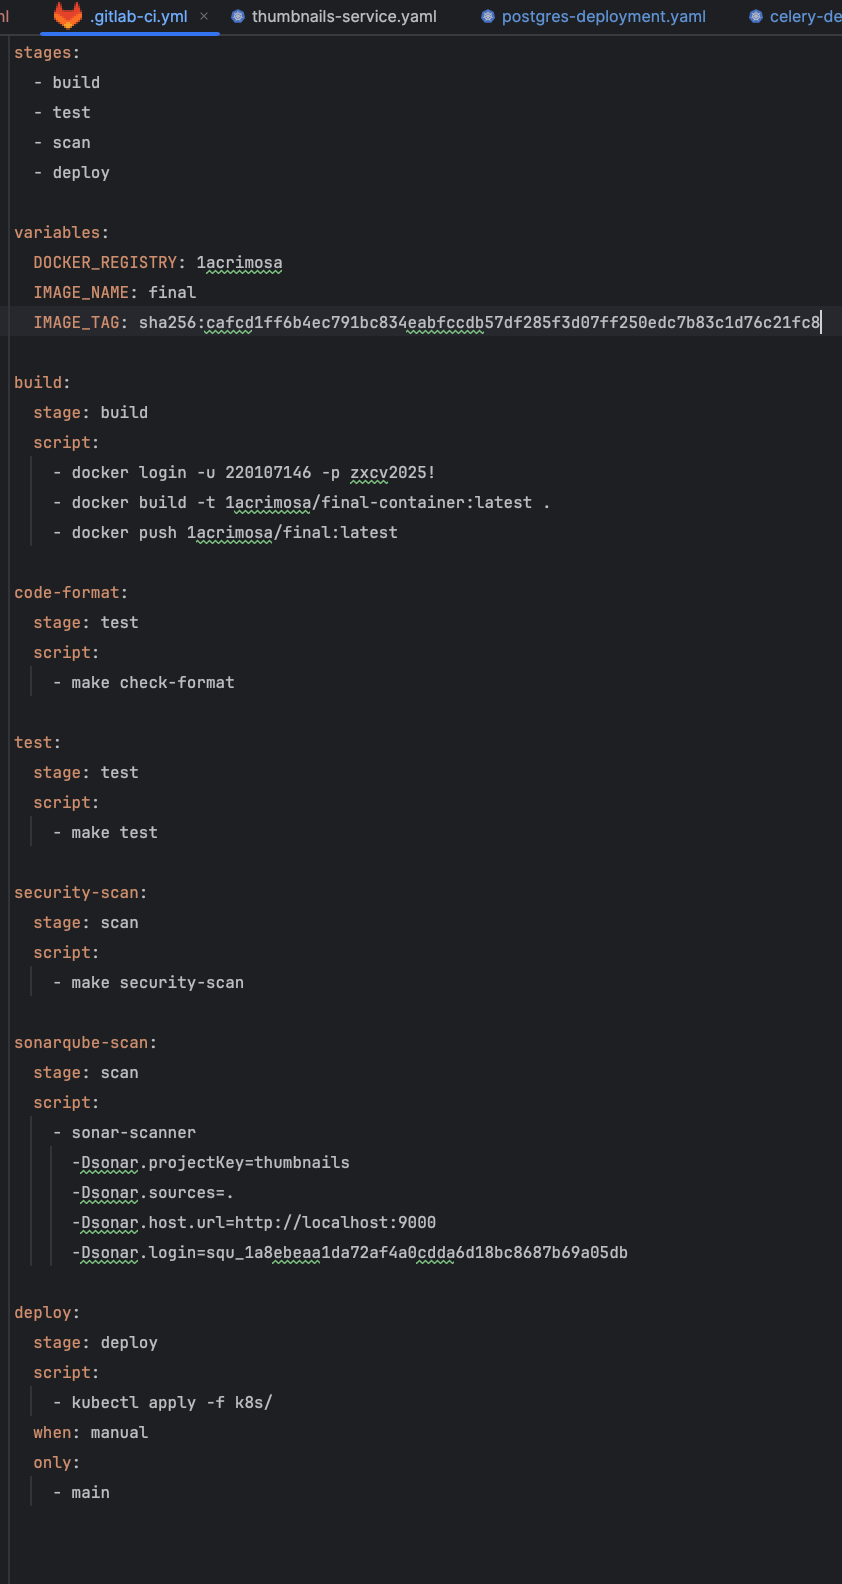 ml .gitlab-ci.yml × thumbnails-service.yaml postgres-deployment.yaml celery-de
stages:
  - build
  - test
  - scan
  - deploy
variables:
  DOCKER_REGISTRY: 1acrimosa
  IMAGE_NAME: final
  IMAGE_TAG: sha256:cafcd1ff6b4ec791bc834eabfccdb57df285f3d07ff250edc7b83c1d76c21fc8
build:
  stage: build
  script:
    - docker login -u 220107146 -p zxcv2025!
    - docker build -t 1acrimosa/final-container:latest .
    - docker push 1acrimosa/final:latest
code-format:
  stage: test
  script:
    - make check-format
test:
  stage: test
  script:
    - make test
security-scan:
  stage: scan
  script:
    - make security-scan
sonarqube-scan:
  stage: scan
  script:
    - sonar-scanner
      -Dsonar.projectKey=thumbnails
      -Dsonar.sources=.
      -Dsonar.host.url=http://localhost:9000
      -Dsonar.login=squ_1a8ebeaa1da72af4a0cdda6d18bc8687b69a05db
deploy:
  stage: deploy
  script:
    - kubectl apply -f k8s/
  when: manual
  only:
    - main